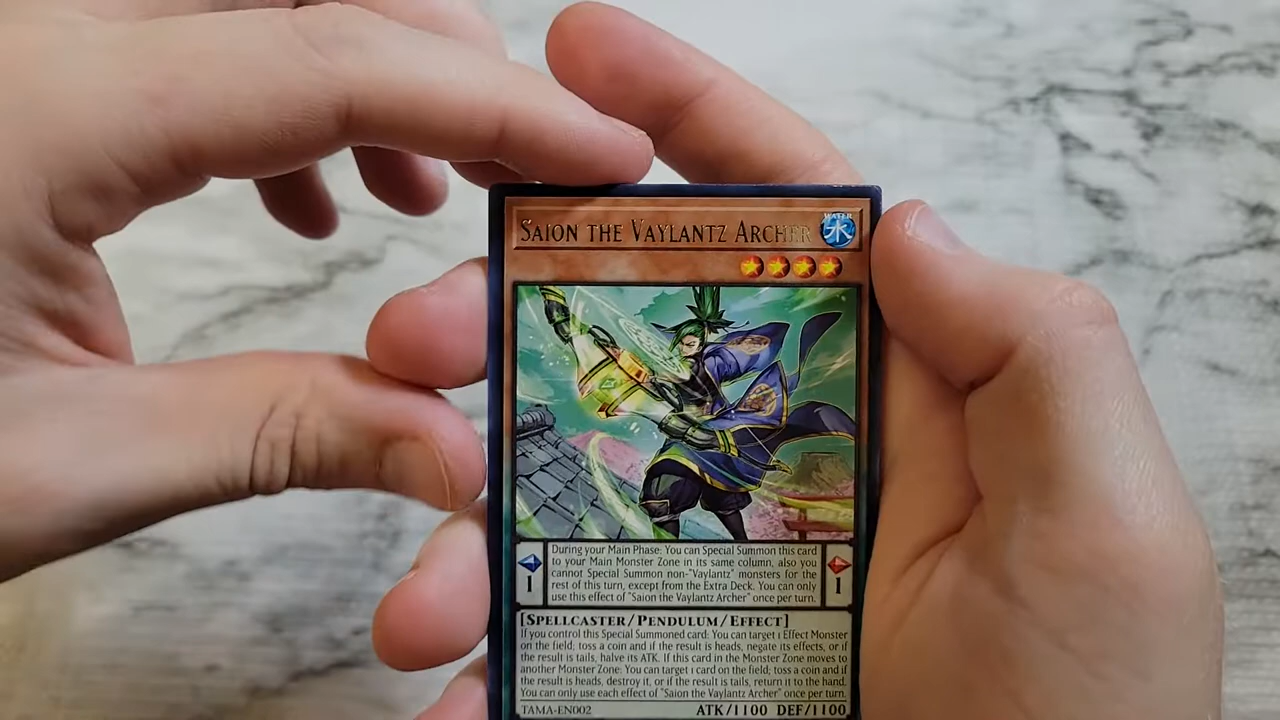 SAION THE VAYLANTZ ARCHER
WATER
水
During your Main Phase: You can Special Summon this card
to your Main Monster Zone in its same column, also you
cannot Special Summon non-"Vaylantz" monsters for the
rest of this turn, except from the Extra Deck. You can only
use this effect of "Saion the Vaylantz Archer" once per turn.
1
1
[SPELLCASTER/PENDULUM/EFFECT]
If you control this Special Summoned card: You can target 1 Effect Monster
on the field; toss a coin and if the result is heads, negate its effects, or if
the result is tails, halve its ATK. If this card in the Monster Zone moves to
another Monster Zone: You can target 1 card on the field; toss a coin and if
the result is heads, destroy it, or if the result is tails, return it to the hand.
You can only use each effect of "Saion the Vaylantz Archer" once per turn.
TAMA-EN002
ATK/1100 DEF/1100